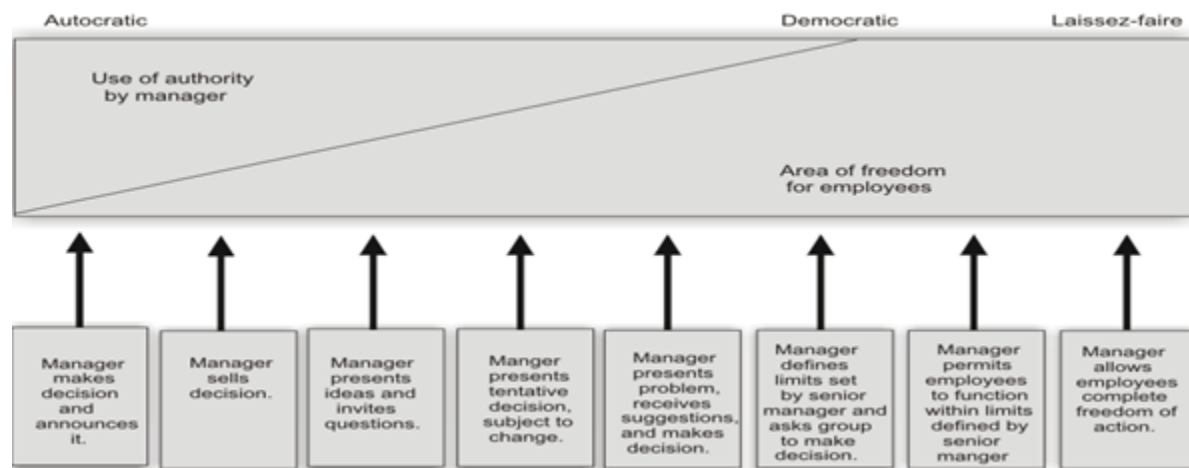 Autocratic
Democratic
Laissez-faire
Use of authority
by manager
Area of freedom
for employees
Manager
makes
decision
and
announces
it.
Manager
sells
decision.
Manager
presents
ideas and
invites
questions.
Manger
presents
tentative
decision,
subject to
change.
Manager
presents
problem,
receives
suggestions,
and makes
decision.
Manager
defines
limits set
by senior
manager and
asks group
to make
decision.
Manager
permits
employees
to function
within limits
defined by
senior
manger
Manager
allows
employees
complete
freedom of
action.